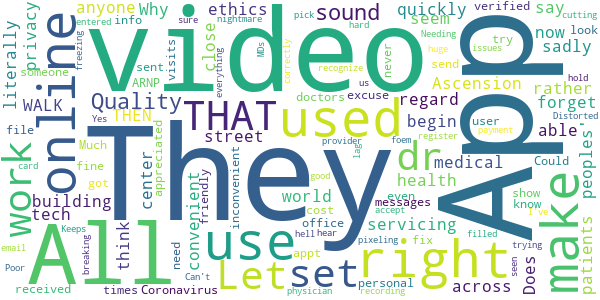 They
video
App
All
used
right
use
make
THAT
online
work
Let
set
dr
Quality
sound
street
regard
begin
medical
health
Ascension
servicing
across
messages
world
convenient
inconvenient
center
building
tech
think
THEN
WALK
literally
privacy
anyone
info
Why
ethics
close
quickly
seem
say
now
sadly
look
rather
forget
able
peoples'
patients
Does
Could
personal
fix
office
cost
appt
need
friendly
fine
got
Much
appreciated
received
times
Coronavirus
breaking
Can't
Keeps
Poor
email
card
file
Yes
ARNP
visits
sent
someone
entered
freezing
sure
nightmare
MDs
everything
hard
pick
recognize
correctly
Needing
huge
issues
cutting
verified
try
send
never
us
excuse
doctors
user
register
payment
hold
Distorted
even
provider
lag
foem
good
hell
hear
pixeling
accept
physician
recording
show
know
I've
filled
trying
seen